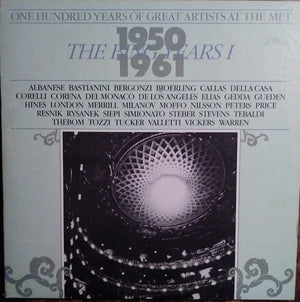 ONE HUNDRED YEARS OF GREAT ARTISTS AT THE MET
1950
THE BING YEARS I
1961
ALBANESE BASTIANINI BERGONZI BJOERLING CALLAS DELLA CASA
CORELLI CORENA DEL MONACO DE LOS ANGELES ELIAS GEDDA GUEDEN
HINES LONDON MERRILL MILANOV MOFFO NILSSON PETERS PRICE
RESNIK RYSANEK SIEPI SIMIONATO STEBER STEVENS TEBALDI
THEBOM TOZZI TUCKER VALLETTI VICKERS WARREN